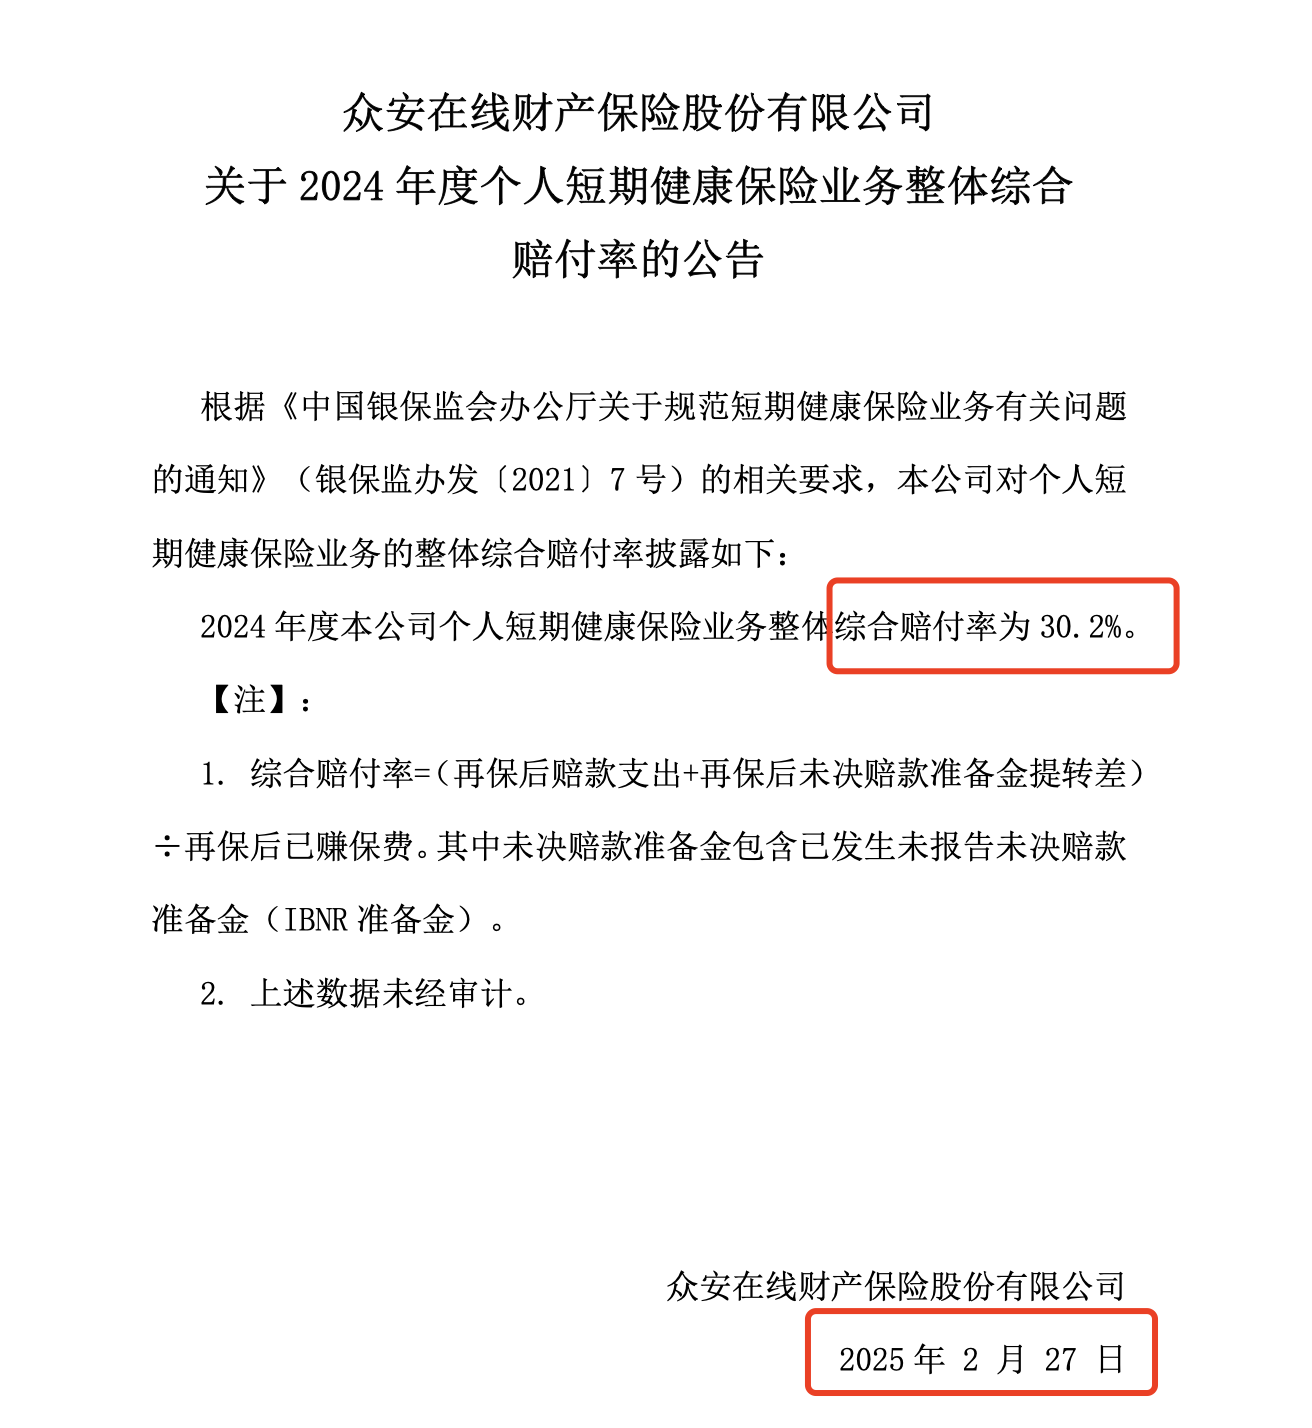 众安在线财产保险股份有限公司
关于 2024 年度个人短期健康保险业务整体综合
赔付率的公告
根据《中国银保监会办公厅关于规范短期健康保险业务有关问题
的通知》（银保监办发〔2021〕7 号）的相关要求，本公司对个人短
期健康保险业务的整体综合赔付率披露如下：
2024 年度本公司个人短期健康保险业务整体综合赔付率为 30.2%。
【注】：
1. 综合赔付率=（再保后赔款支出+再保后未决赔款准备金提转差）
÷再保后已赚保费。其中未决赔款准备金包含已发生未报告未决赔款
准备金（IBNR 准备金）。
2. 上述数据未经审计。
众安在线财产保险股份有限公司
2025 年 2 月 27 日